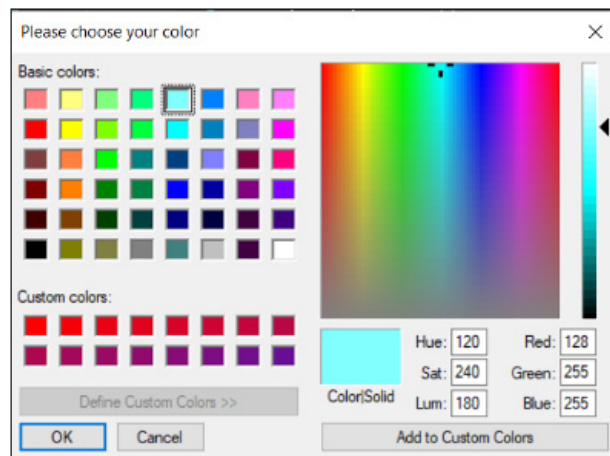 Please choose your color
Basic colors:
Custom colors:
Define Custom Colors >>
OK
Cancel
Color|Solid
Hue: 120
Sat: 240
Lum: 180
Red: 128
Green: 255
Blue: 255
Add to Custom Colors